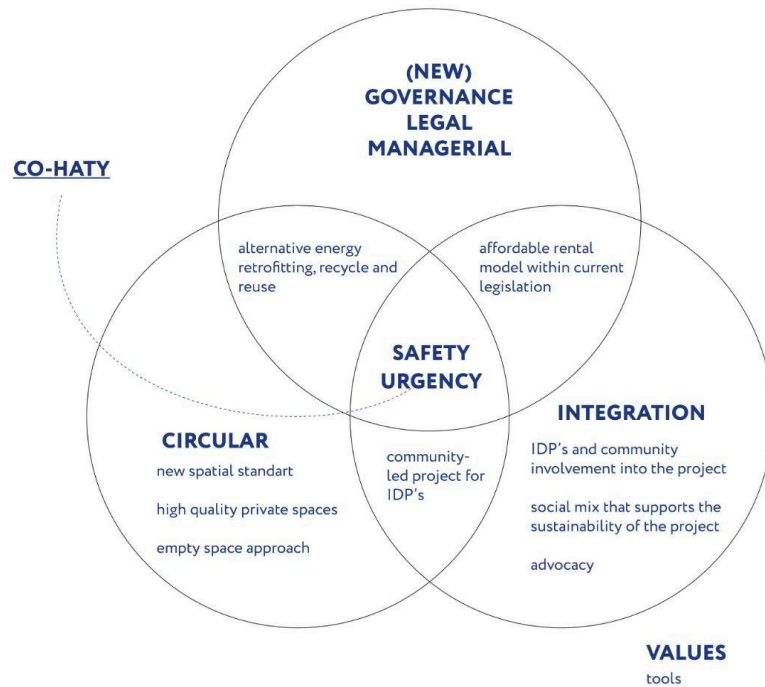 (NEW)
GOVERNANCE
LEGAL
MANAGERIAL
CO-HATY
alternative energy
retrofitting, recycle and
reuse
affordable rental
model within current
legislation
SAFETY
URGENCY
CIRCULAR
new spatial standart
high quality private spaces
empty space approach
community-
led project for
IDP's
INTEGRATION
IDP's and community
involvement into the project
social mix that supports the
sustainability of the project
advocacy
VALUES
tools